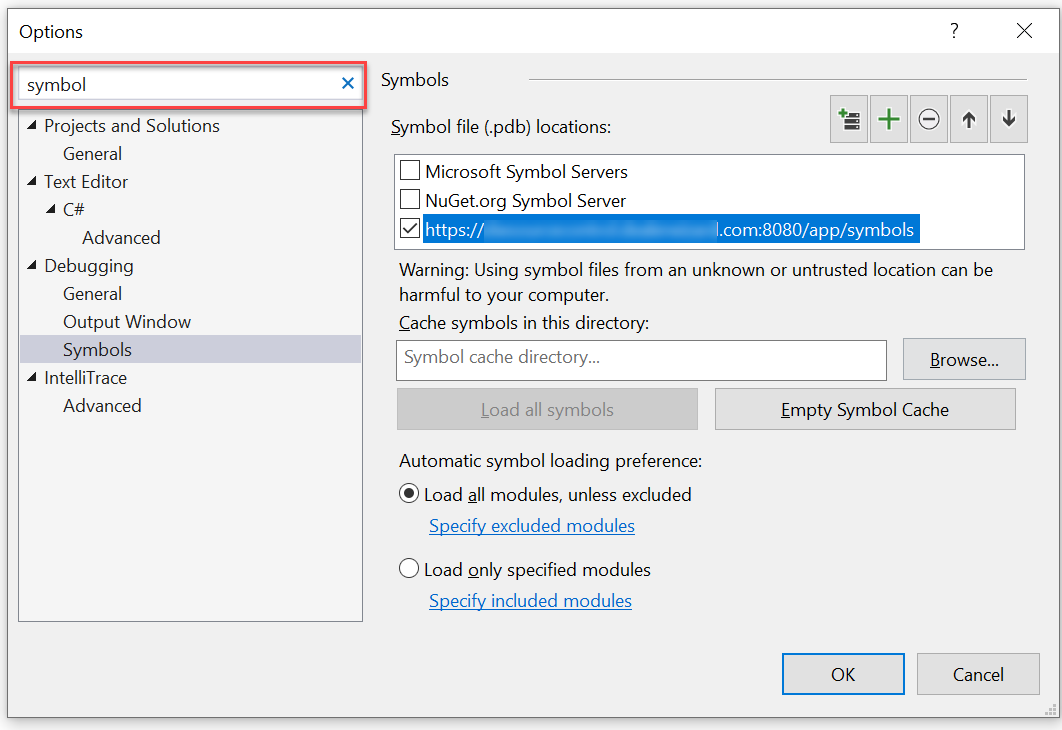 Options
?
symbol
Projects and Solutions
General
Text Editor
C#
Advanced
Debugging
General
Output Window
Symbols
IntelliTrace
Advanced
Symbols
Symbol file (.pdb) locations:
Microsoft Symbol Servers
NuGet.org Symbol Server
https:// .com:8080/app/symbols
Warning: Using symbol files from an unknown or untrusted location can be
harmful to your computer.
Cache symbols in this directory:
Symbol cache directory...
Browse...
Load all symbols
Empty Symbol Cache
Automatic symbol loading preference:
Load all modules, unless excluded
Specify excluded modules
Load only specified modules
Specify included modules
OK
Cancel